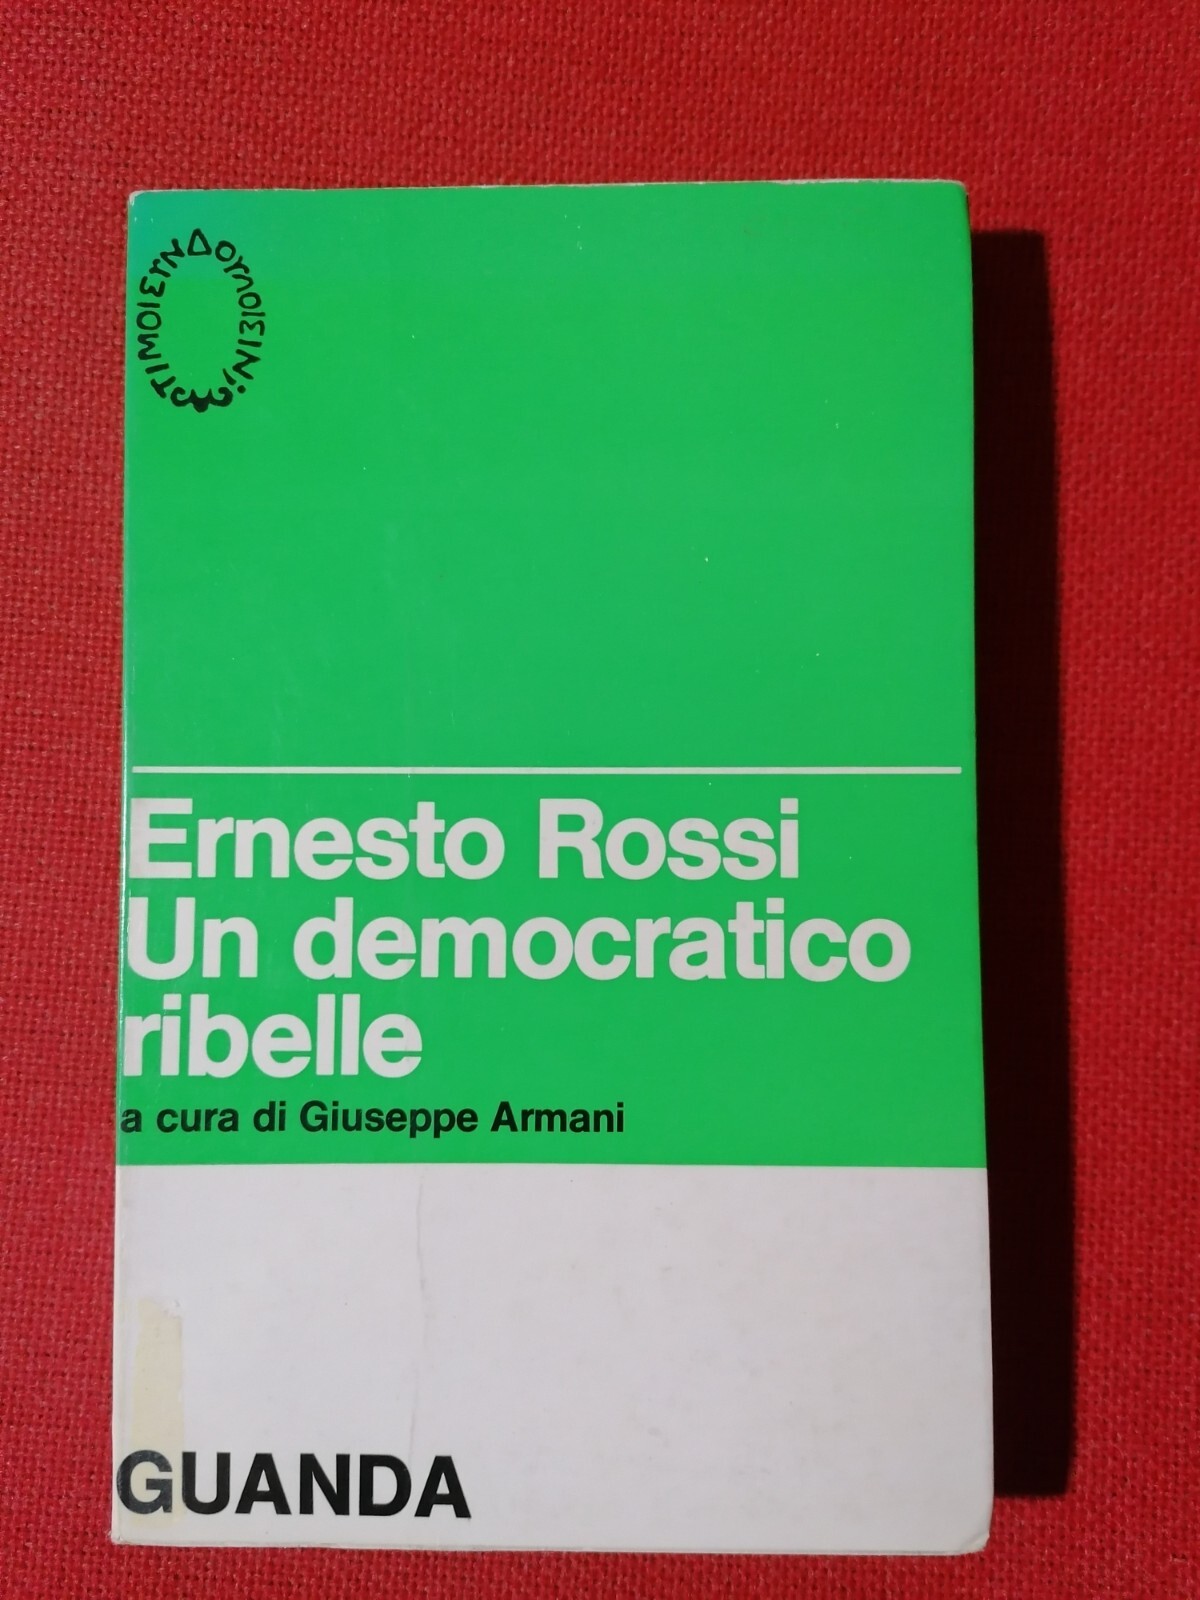 Ernesto Rossi
Un democratico
ribelle
a cura di Giuseppe Armani
GUANDA